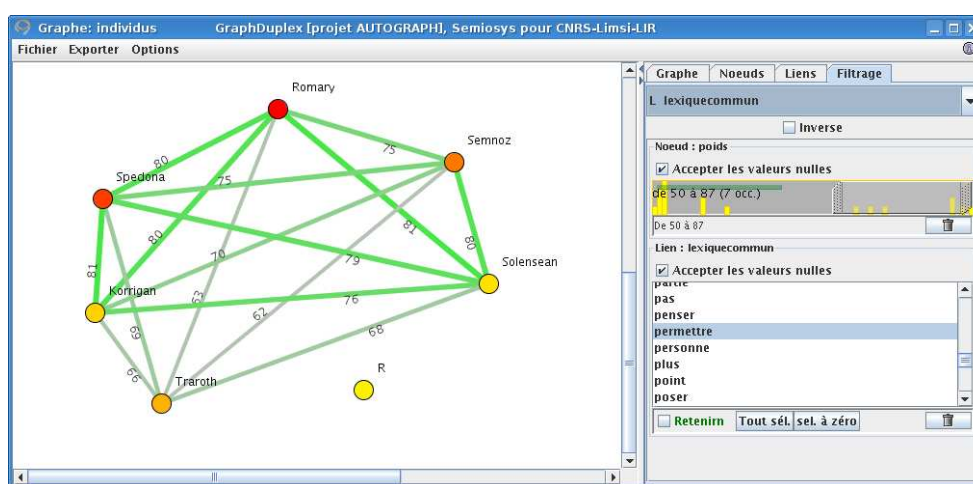 Graphe: individus GraphDuplex [projet AUTOGRAPH], Semiosys pour CNRS-Limsi-LIR
Fichier Exporter Options
Graphe Noeuds Liens Filtrage
L lexiquecommun
Inverse
Noeud : poids
Accepter les valeurs nulles
de 50 à 87 (7 occ.)
De 50 à 87
Lien : lexiquecommun
Accepter les valeurs nulles
partie
pas
penser
permettre
personne
plus
point
poser
Retenirn Tout sél. sel. à zéro
Romary
75
Semnoz
80
Spedona
75
80
81
80
70
79
Solensean
81
Korrigan
76
63
62
69
68
66
Traroth
R